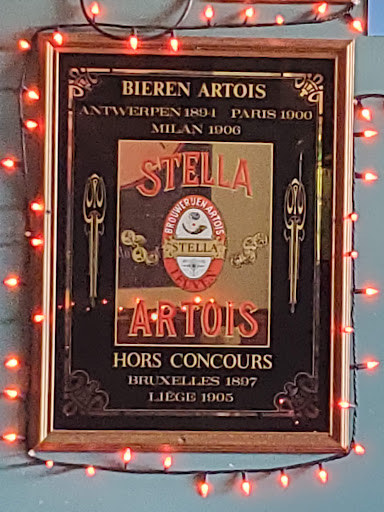 BIEREN ARTOIS
ANTWERPEN 1894 PARIS 1900
MILAN 1906
STELLA
BROUWERIJEN ARTOIS
STELLA
ARTOIS
HORS CONCOURS
BRUXELLES 1897
LIÈGE 1905